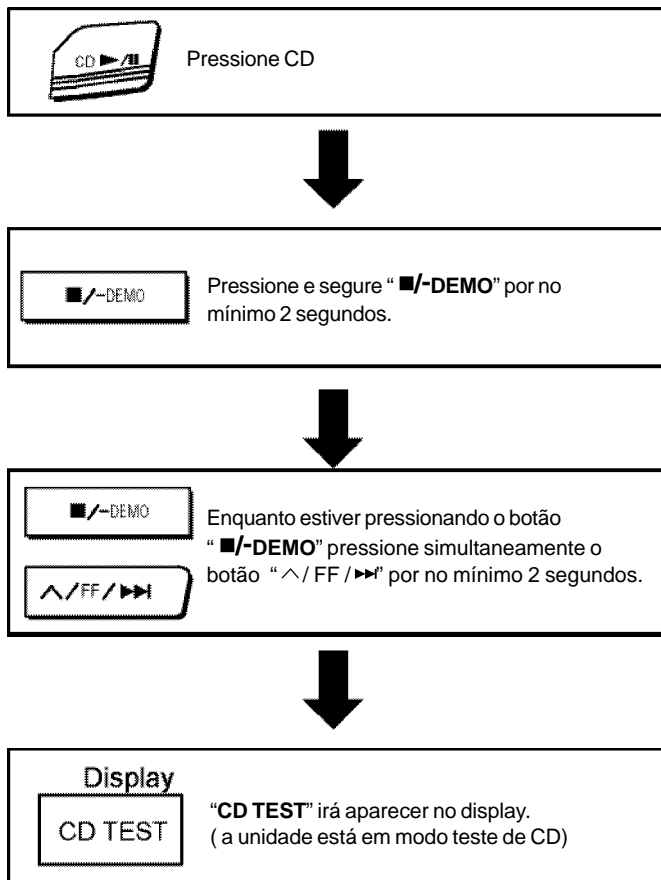 CD ►/II
Pressione CD
■/-DEMO
Pressione e segure “ ■/-DEMO” por no
mínimo 2 segundos.
■/-DEMO
∧/FF/►►I
Enquanto estiver pressionando o botão
“ ■/-DEMO” pressione simultaneamente o
botão “ ∧/ FF /►►I” por no mínimo 2 segundos.
Display
CD TEST
“CD TEST” irá aparecer no display.
( a unidade está em modo teste de CD)